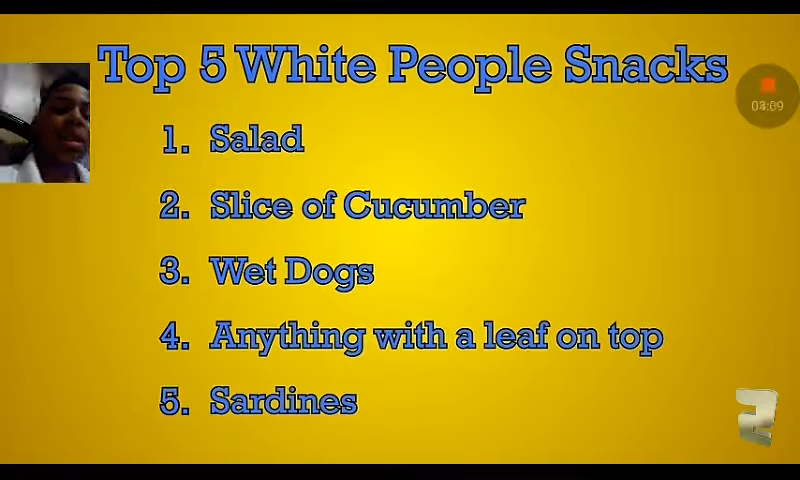 Top 5 White People Snacks
1. Salad
2. Slice of Cucumber
3. Wet Dogs
4. Anything with a leaf on top
5. Sardines